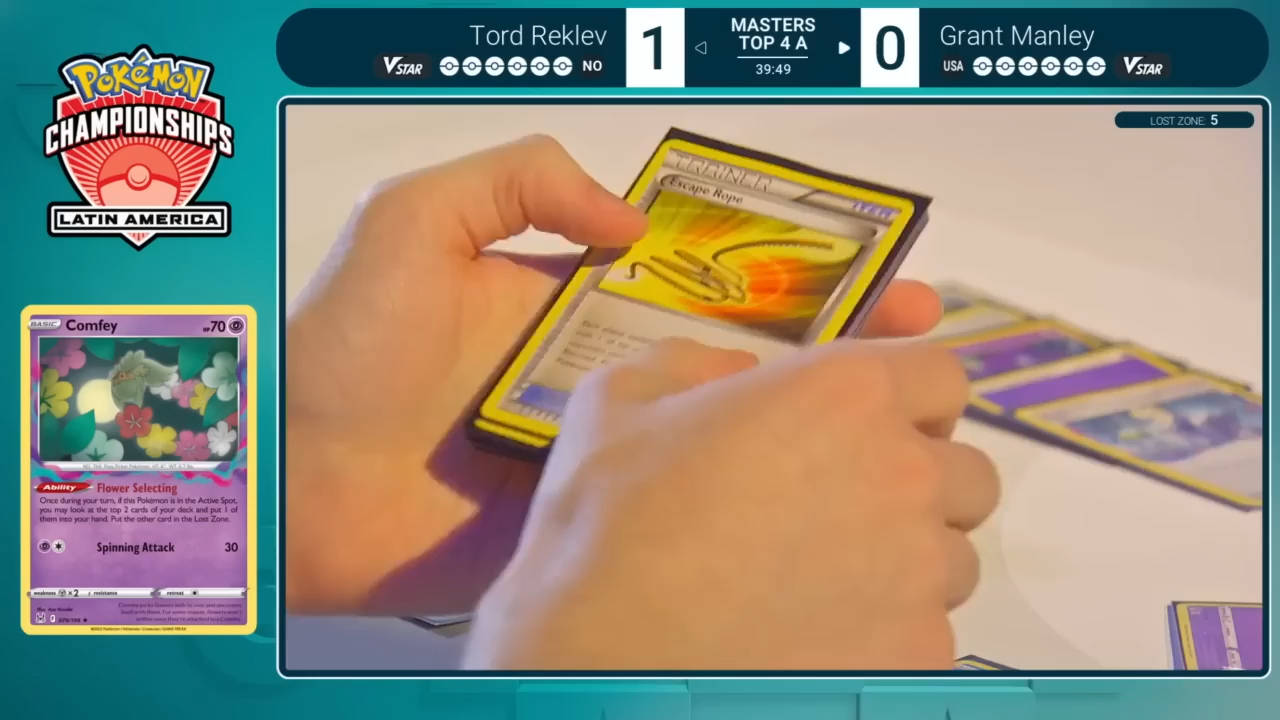 Tord Reklev
VSTAR
NO
1
MASTERS
TOP 4 A
39:49
0
Grant Manley
USA
VSTAR
Pokémon
CHAMPIONSHIPS
LATIN AMERICA
LOST ZONE: 5
TRAINER
ITEM
Escape Rope
BASIC
Comfey
HP70
Ability
Flower Selecting
Once during your turn, if this Pokémon is in the Active Spot,
you may look at the top 2 cards of your deck and put 1 of
them into your hand. Put the other card in the Lost Zone.
Spinning Attack
30
weakness
×2
resistance
retreat